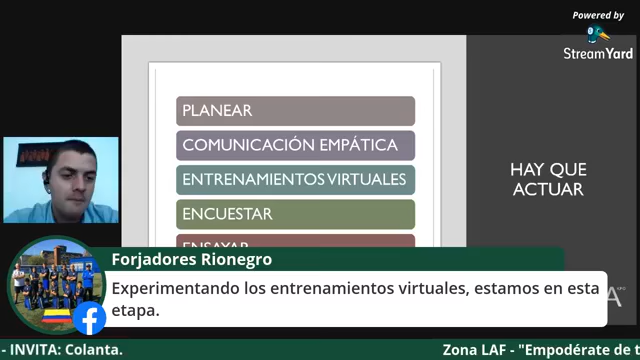 Powered by
StreamYard
PLANEAR
COMUNICACIÓN EMPÁTICA
ENTRENAMIENTOS VIRTUALES
ENCUESTAR
ENSAYAR
HAY QUE
ACTUAR
Forjadores Rionegro
Experimentando los entrenamientos virtuales, estamos en esta
etapa.
- INVITA: Colanta.
Zona LAF - "Empodérate de t